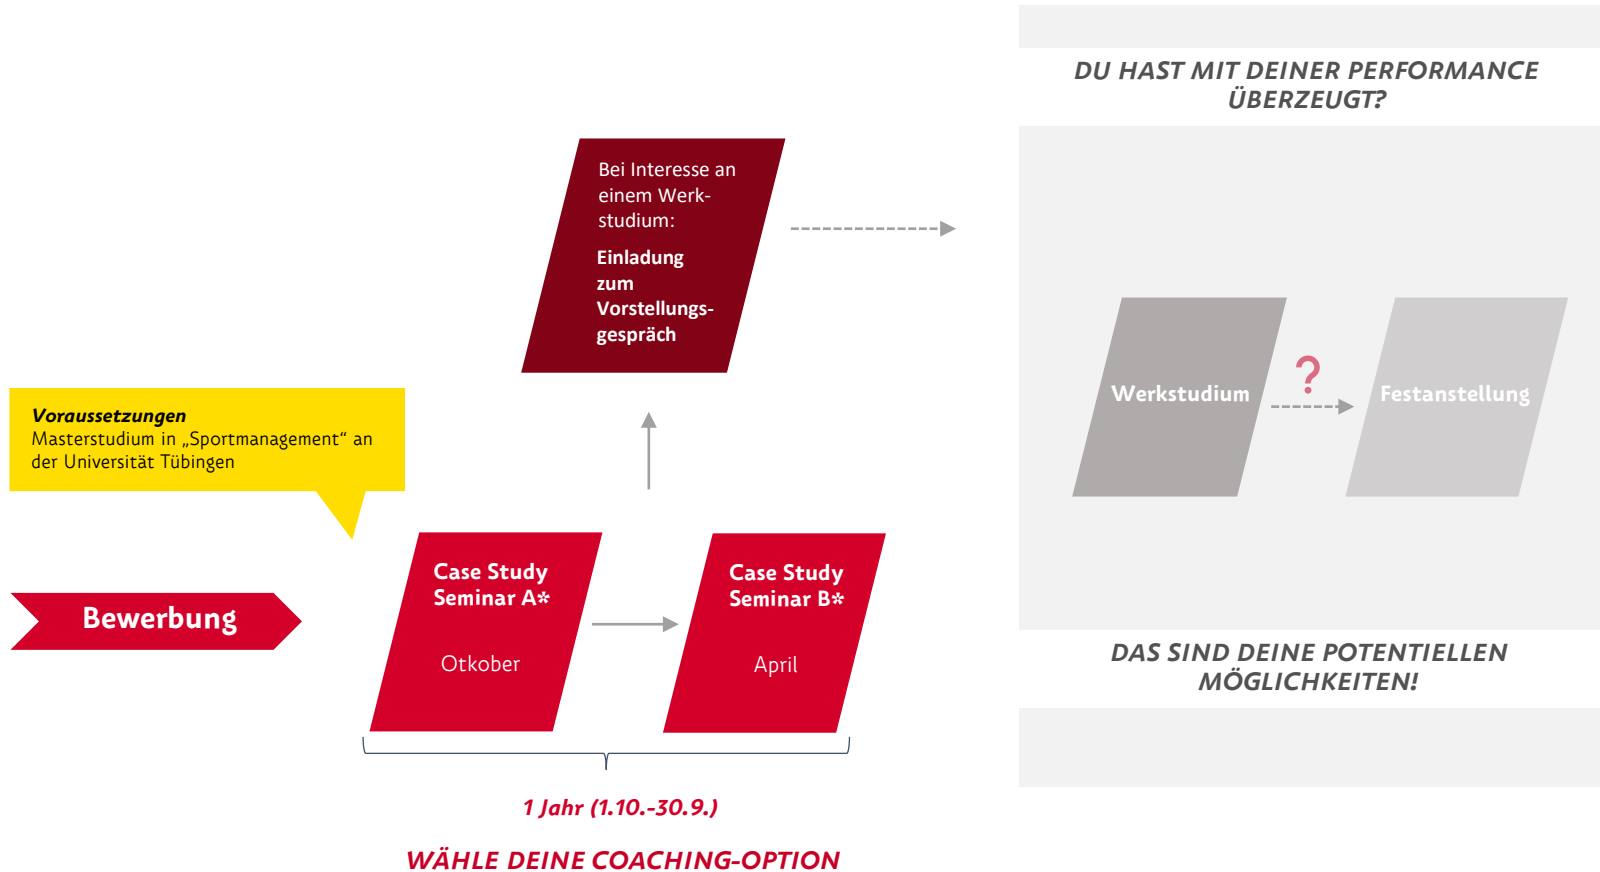 DU HAST MIT DEINER PERFORMANCE
ÜBERZEUGT?
Bei Interesse an
einem Werk-
studium:
Einladung
zum
Vorstellungs-
gespräch
Voraussetzungen
Masterstudium in „Sportmanagement“ an
der Universität Tübingen
Werkstudium
?
Festanstellung
Bewerbung
Case Study
Seminar A*
Otkober
Case Study
Seminar B*
April
DAS SIND DEINE POTENTIELLEN
MÖGLICHKEITEN!
1 Jahr (1.10.-30.9.)
WÄHLE DEINE COACHING-OPTION